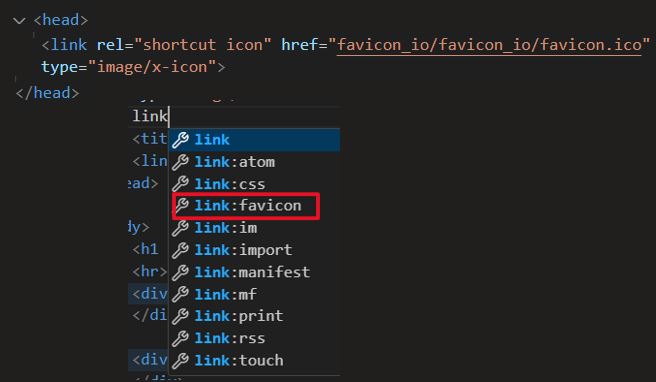 <head>
<link rel="shortcut icon" href="favicon_io/favicon_io/favicon.ico"
type="image/x-icon">
</head>
link
<tit
link
<lin
link:atom
ead>
link:css
link:favicon
dy>
link:im
<h1
link:import
<hr>
link:manifest
<div
link:mf
</di
link:print
link:rss
<div
link:touch
</div>